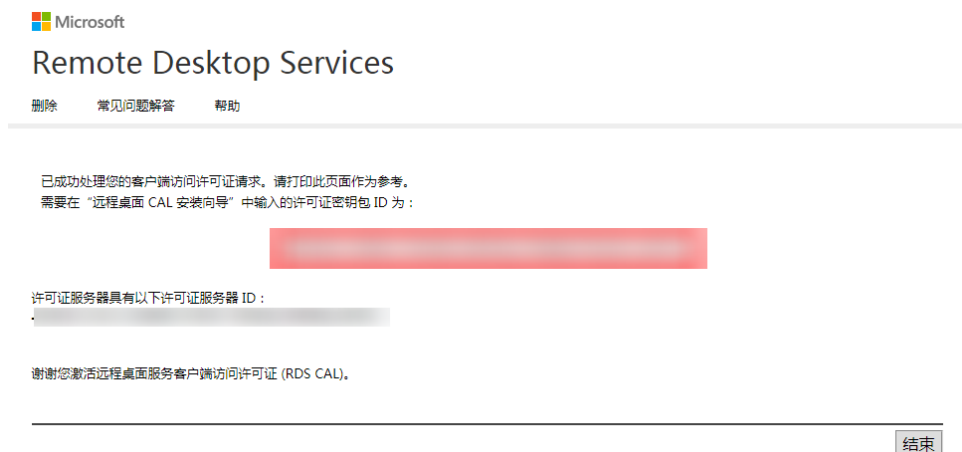 Microsoft
Remote Desktop Services
删除 常见问题解答 帮助
已成功处理您的客户端访问许可证请求。请打印此页面作为参考。
需要在“远程桌面 CAL 安装向导”中输入的许可证密钥包 ID 为：
许可证服务器具有以下许可证服务器 ID：
谢谢您激活远程桌面服务客户端访问许可证 (RDS CAL)。
结束